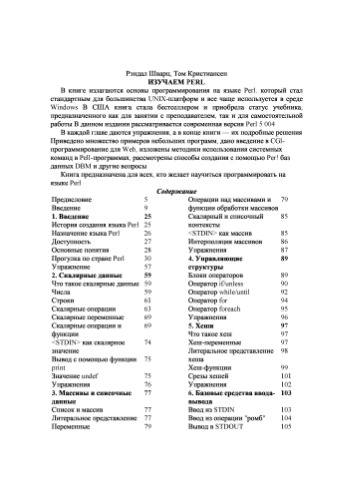 Рэндал Шварц, Том Кристиансен
ИЗУЧАЕМ PERL
В книге излагаются основы программирования на языке Perl. который стал
стандартным для большинства UNIX-платформ и все чаще используется в среде
Windows В США книга стала бестселлером и приобрела статус учебника,
предназначенного как для занятии с преподавателем, так и для самостоятельной
работы В данном издании рассматривается современная версия Perl 5 004
В каждой главе даются упражнения, а в конце книги — их подробные решения
Приведено множество примеров небольших программ, дано введение в CGI-
программирование для Web, изложены методики использования системных
команд в Pеll-программах, рассмотрены способы создания с помощью Per! баз
данных DBM и другие вопросы
Книга предназначена для всех, кто желает научиться программировать на
языке Perl
Содержание
Предисловие 5
Введение 9
1. Введение 25
История создания языка Perl 25
Назначение языка Perl 26
Доступность 27
Основные понятия 28
Прогулка по стране Perl 30
Упражнение 57
2. Скалярные данные 59
Что такое скалярные данные 59
Числа 59
Строки 61
Скалярные операции 63
Скалярные переменные 69
Скалярные операции и 69
функции
<STDIN> как скалярное 74
значение
Вывод с помощью функции 75
print
Значение undef 75
Упражнения 76
3. Массивы и списочные 77
данные
Список и массив 77
Литеральное представление 77
Переменные 79
Операции над массивами и 79
функции обработки массивов
Скалярный и списочный 85
контексты
<STDIN> как массив 85
Интерполяция массивов 86
Упражнения 87
4. Управляющие 89
структуры
Блоки операторов 89
Оператор if/unless 90
Оператор while/until 92
Оператор for 94
Оператор foreach 95
Упражнения 96
5. Хеши 97
Что такое хеш 97
Хеш-переменные 97
Литеральное представление 98
хеша
Хеш-функции 99
Срезы хешей 101
Упражнения 102
6. Базовые средства ввода- 103
вывода
Ввод из STDIN 103
Ввод из операции "ромб" 104
Вывод в STDOUT 105